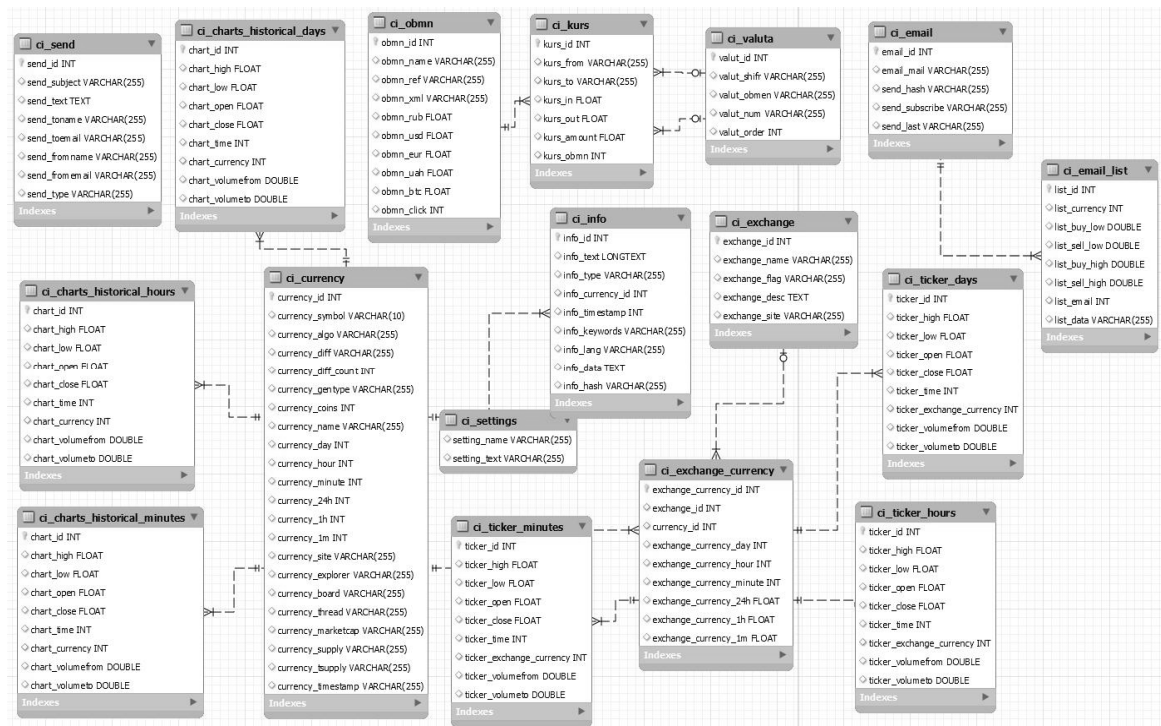 ci_send
send_id INT
send_subject VARCHAR(255)
send_text TEXT
send_toname VARCHAR(255)
send_toemail VARCHAR(255)
send_fromname VARCHAR(255)
send_fromemail VARCHAR(255)
send_type VARCHAR(255)
Indexes
ci_charts_historical_days
chart_id INT
chart_high FLOAT
chart_low FLOAT
chart_open FLOAT
chart_close FLOAT
chart_time INT
chart_currency INT
chart_volumefrom DOUBLE
chart_volumeto DOUBLE
Indexes
ci_obmn
obmn_id INT
obmn_name VARCHAR(255)
obmn_ref VARCHAR(255)
obmn_xml VARCHAR(255)
obmn_rub FLOAT
obmn_usd FLOAT
obmn_eur FLOAT
obmn_uah FLOAT
obmn_btc FLOAT
obmn_click INT
Indexes
ci_kurs
kurs_id INT
kurs_from VARCHAR(255)
kurs_to VARCHAR(255)
kurs_in FLOAT
kurs_out FLOAT
kurs_amount FLOAT
kurs_obmn INT
Indexes
ci_valuta
valut_id INT
valut_shifr VARCHAR(255)
valut_obmen VARCHAR(255)
valut_num VARCHAR(255)
valut_order INT
Indexes
ci_email
email_id INT
email_mail VARCHAR(255)
send_hash VARCHAR(255)
send_subscribe VARCHAR(255)
send_last VARCHAR(255)
Indexes
ci_email_list
list_id INT
list_currency INT
list_buy_low DOUBLE
list_sell_low DOUBLE
list_buy_high DOUBLE
list_sell_high DOUBLE
list_email INT
list_data VARCHAR(255)
Indexes
ci_charts_historical_hours
chart_id INT
chart_high FLOAT
chart_low FLOAT
chart_open FLOAT
chart_close FLOAT
chart_time INT
chart_currency INT
chart_volumefrom DOUBLE
chart_volumeto DOUBLE
Indexes
ci_currency
currency_id INT
currency_symbol VARCHAR(10)
currency_algo VARCHAR(255)
currency_diff VARCHAR(255)
currency_diff_count INT
currency_gentype VARCHAR(255)
currency_coins INT
currency_name VARCHAR(255)
currency_day INT
currency_hour INT
currency_minute INT
currency_24h INT
currency_1h INT
currency_1m INT
currency_site VARCHAR(255)
currency_explorer VARCHAR(255)
currency_board VARCHAR(255)
currency_thread VARCHAR(255)
currency_marketcap VARCHAR(255)
currency_supply VARCHAR(255)
currency_tsupply VARCHAR(255)
currency_timestamp VARCHAR(255)
Indexes
ci_info
info_id INT
info_text LONGTEXT
info_type VARCHAR(255)
info_currency_id INT
info_timestamp INT
info_keywords VARCHAR(255)
info_lang VARCHAR(255)
info_data TEXT
info_hash VARCHAR(255)
Indexes
ci_settings
setting_name VARCHAR(255)
setting_text VARCHAR(255)
ci_exchange
exchange_id INT
exchange_name VARCHAR(255)
exchange_flag VARCHAR(255)
exchange_desc TEXT
exchange_site VARCHAR(255)
Indexes
ci_ticker_days
ticker_id INT
ticker_high FLOAT
ticker_low FLOAT
ticker_open FLOAT
ticker_close FLOAT
ticker_time INT
ticker_exchange_currency INT
ticker_volumefrom DOUBLE
ticker_volumeto DOUBLE
Indexes
ci_charts_historical_minutes
chart_id INT
chart_high FLOAT
chart_low FLOAT
chart_open FLOAT
chart_close FLOAT
chart_time INT
chart_currency INT
chart_volumefrom DOUBLE
chart_volumeto DOUBLE
Indexes
ci_ticker_minutes
ticker_id INT
ticker_high FLOAT
ticker_low FLOAT
ticker_open FLOAT
ticker_close FLOAT
ticker_time INT
ticker_exchange_currency INT
ticker_volumefrom DOUBLE
ticker_volumeto DOUBLE
Indexes
ci_exchange_currency
exchange_currency_id INT
exchange_id INT
currency_id INT
exchange_currency_day INT
exchange_currency_hour INT
exchange_currency_minute INT
exchange_currency_24h FLOAT
exchange_currency_1h FLOAT
exchange_currency_1m FLOAT
Indexes
ci_ticker_hours
ticker_id INT
ticker_high FLOAT
ticker_low FLOAT
ticker_open FLOAT
ticker_close FLOAT
ticker_time INT
ticker_exchange_currency INT
ticker_volumefrom DOUBLE
ticker_volumeto DOUBLE
Indexes